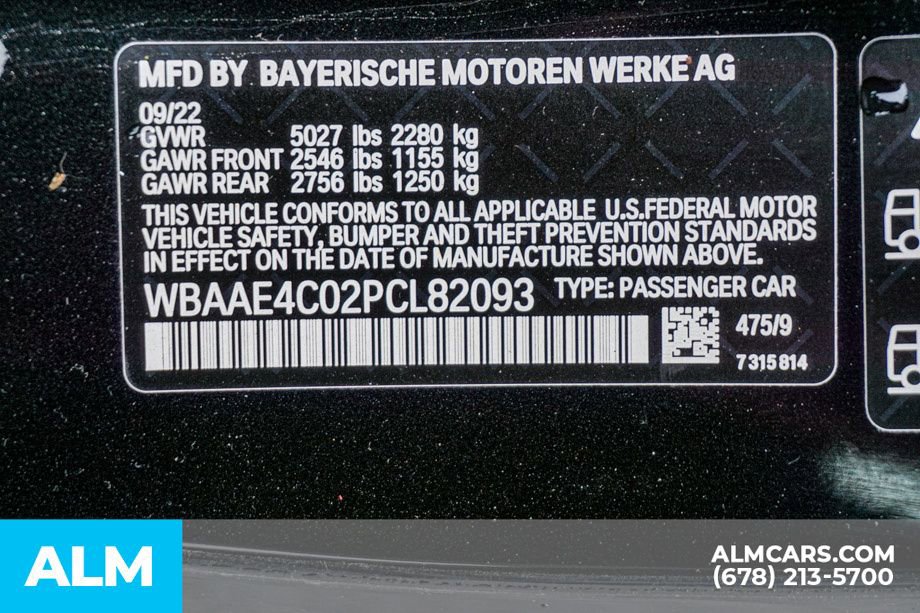 MFD BY BAYERISCHE MOTOREN WERKE AG
09/22
GVWR 5027 lbs 2280 kg
GAWR FRONT 2546 lbs 1155 kg
GAWR REAR 2756 lbs 1250 kg
THIS VEHICLE CONFORMS TO ALL APPLICABLE U.S.FEDERAL MOTOR
VEHICLE SAFETY, BUMPER AND THEFT PREVENTION STANDARDS
IN EFFECT ON THE DATE OF MANUFACTURE SHOWN ABOVE.
WBAAE4C02PCL82093 TYPE: PASSENGER CAR
475/9
7315814
ALM
ALMCARS.COM
(678) 213-5700